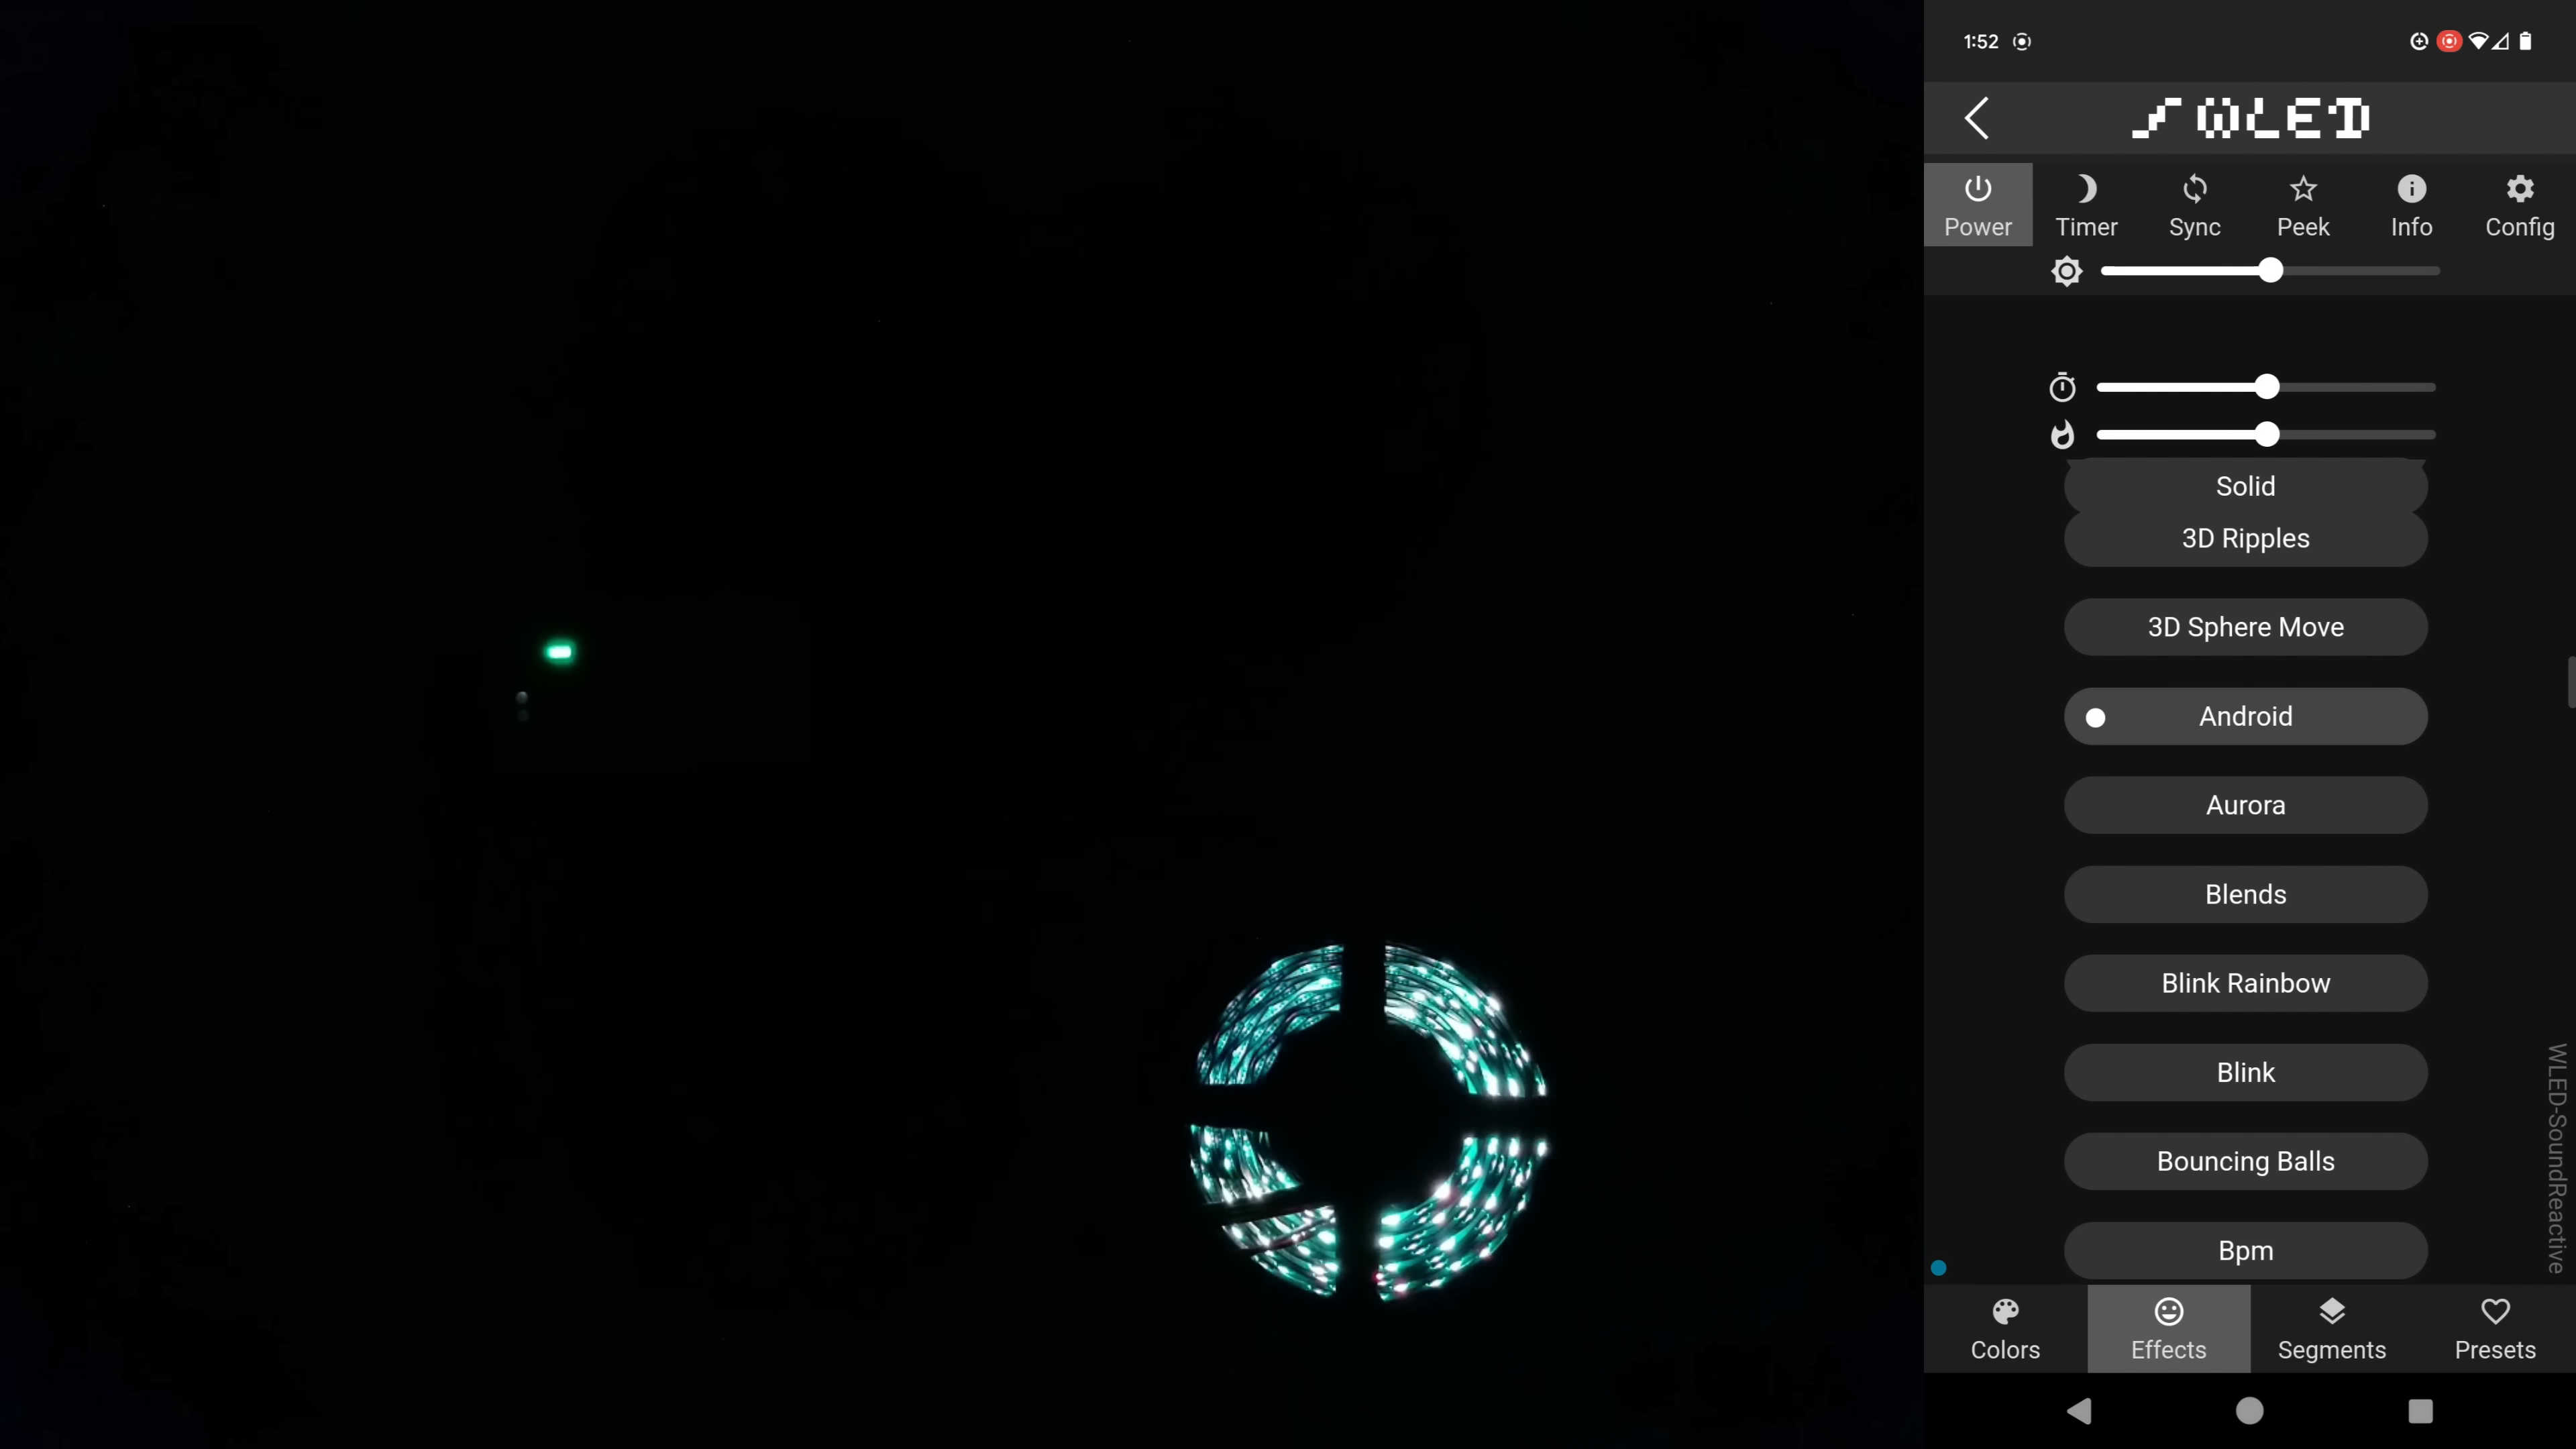 1:52
WLED
Power Timer Sync Peek Info Config
Solid
3D Ripples
3D Sphere Move
Android
Aurora
Blends
Blink Rainbow
Blink
Bouncing Balls
Bpm
WLED-SoundReactive
Colors Effects Segments Presets